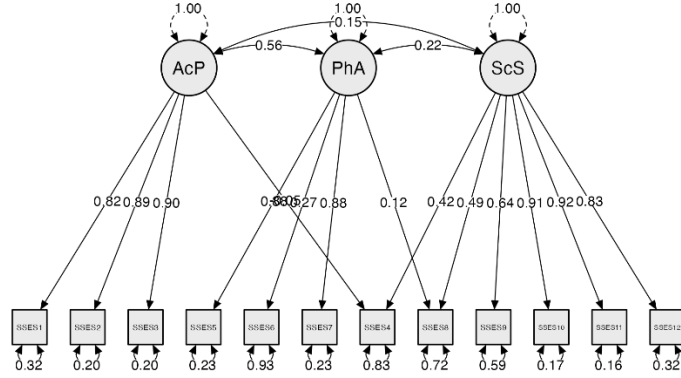 1.00 1.00 1.00
0.15
0.56 0.22
AcP PhA ScS
0.82 0.89 0.90 0.27 0.88 0.12 0.42 0.49 0.64 0.91 0.92 0.83
SSES1 SSES2 SSES3 SSES5 SSES6 SSES7 SSES4 SSES8 SSES9 SSES10 SSES11 SSES12
0.32 0.20 0.20 0.23 0.93 0.23 0.83 0.72 0.59 0.17 0.16 0.32